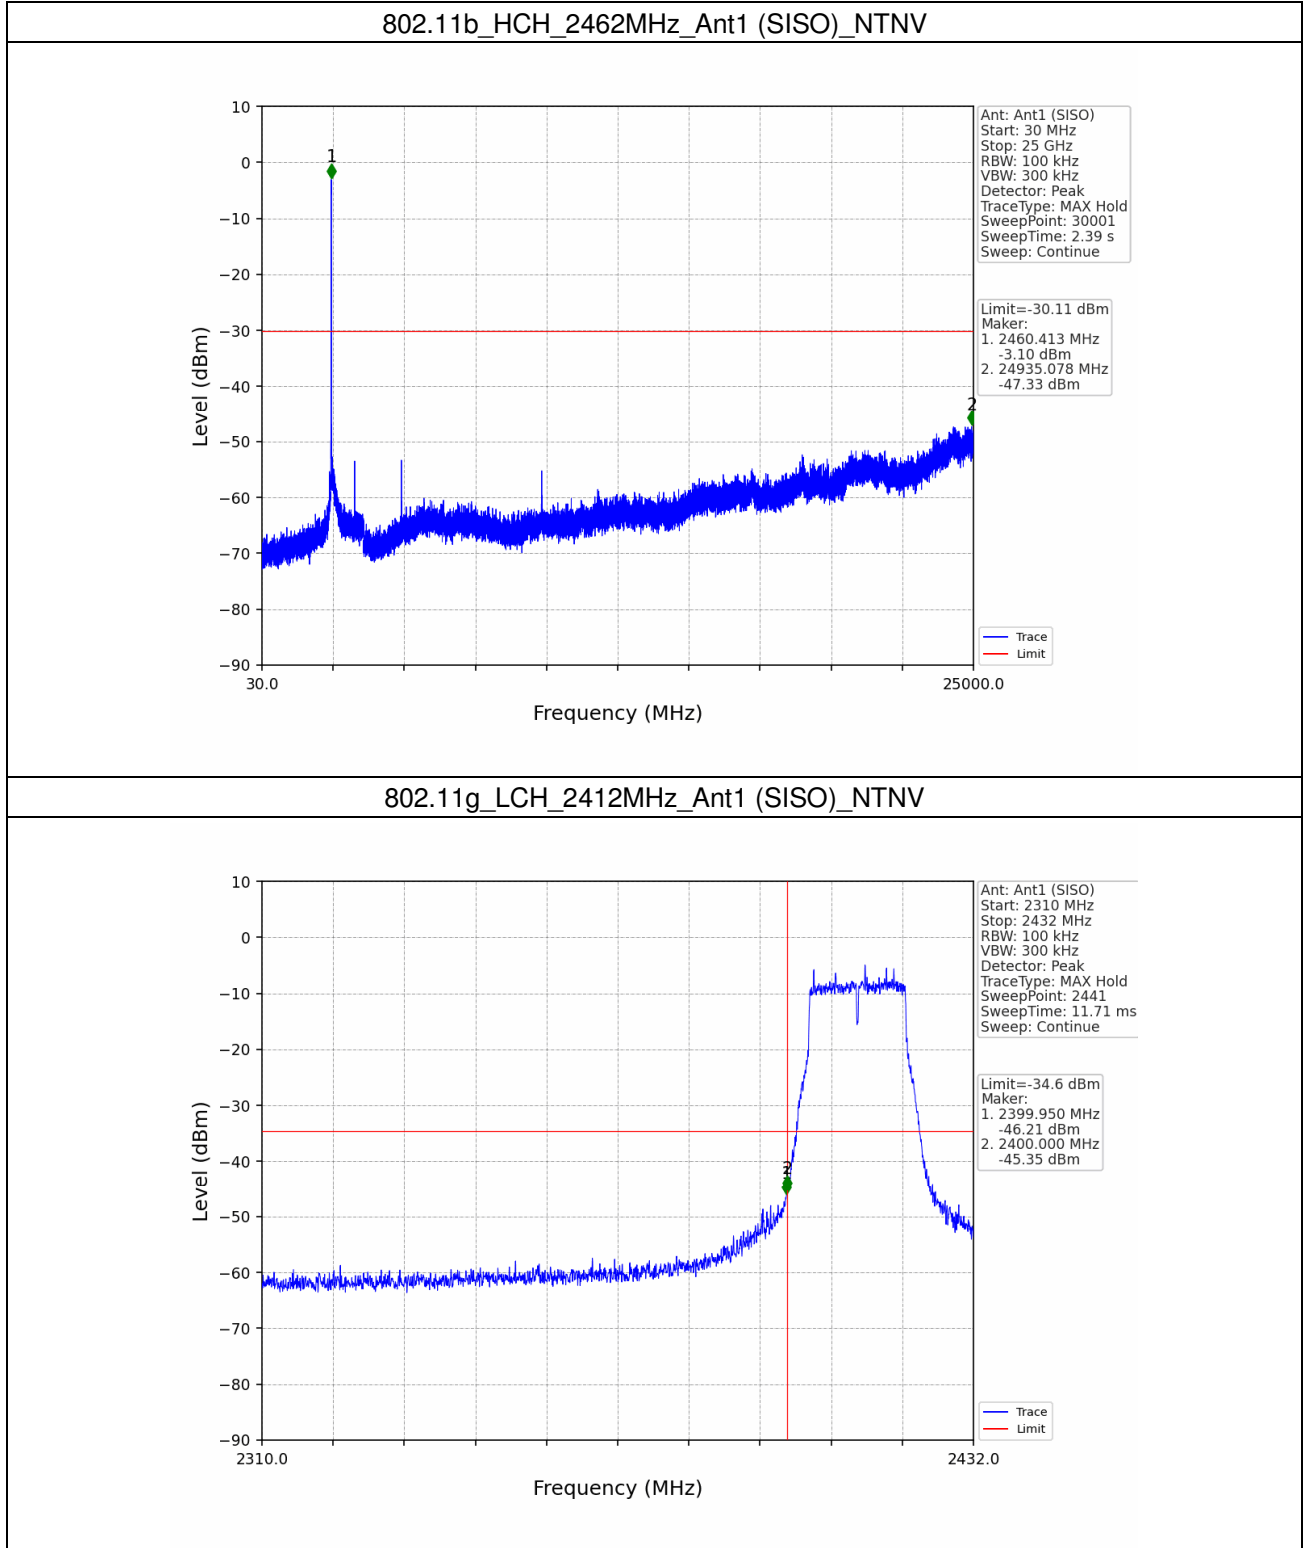 802.11b_HCH_2462MHz_Ant1 (SISO)_NTNV
10
0
−10
−20
−30
−40
−50
−60
−70
−80
−90
Level (dBm)
1
2
30.0
25000.0
Frequency (MHz)
Ant: Ant1 (SISO)
Start: 30 MHz
Stop: 25 GHz
RBW: 100 kHz
VBW: 300 kHz
Detector: Peak
TraceType: MAX Hold
SweepPoint: 30001
SweepTime: 2.39 s
Sweep: Continue
Limit=-30.11 dBm
Maker:
1. 2460.413 MHz
-3.10 dBm
2. 24935.078 MHz
-47.33 dBm
Trace
Limit
802.11g_LCH_2412MHz_Ant1 (SISO)_NTNV
10
0
−10
−20
−30
−40
−50
−60
−70
−80
−90
Level (dBm)
1
2
2310.0
2432.0
Frequency (MHz)
Ant: Ant1 (SISO)
Start: 2310 MHz
Stop: 2432 MHz
RBW: 100 kHz
VBW: 300 kHz
Detector: Peak
TraceType: MAX Hold
SweepPoint: 2441
SweepTime: 11.71 ms
Sweep: Continue
Limit=-34.6 dBm
Maker:
1. 2399.950 MHz
-46.21 dBm
2. 2400.000 MHz
-45.35 dBm
Trace
Limit